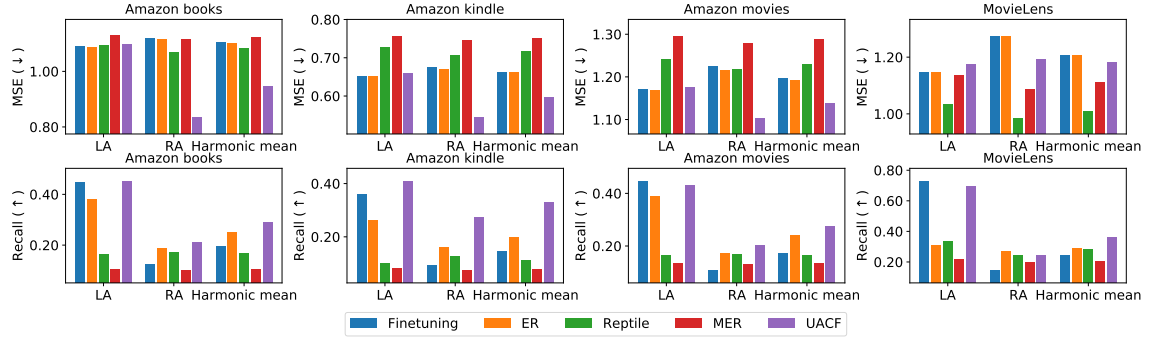 Amazon books
Amazon kindle
Amazon movies
MovieLens
MSE (↓)
1.00
0.80
LA
RA
Harmonic mean
MSE (↓)
0.80
0.70
0.60
LA
RA
Harmonic mean
MSE (↓)
1.30
1.20
1.10
LA
RA
Harmonic mean
MSE (↓)
1.20
1.00
LA
RA
Harmonic mean
Amazon books
Amazon kindle
Amazon movies
MovieLens
Recall (↑)
0.40
0.20
LA
RA
Harmonic mean
Recall (↑)
0.40
0.20
LA
RA
Harmonic mean
Recall (↑)
0.40
0.20
LA
RA
Harmonic mean
Recall (↑)
0.80
0.60
0.40
0.20
LA
RA
Harmonic mean
Finetuning
ER
Reptile
MER
UACF